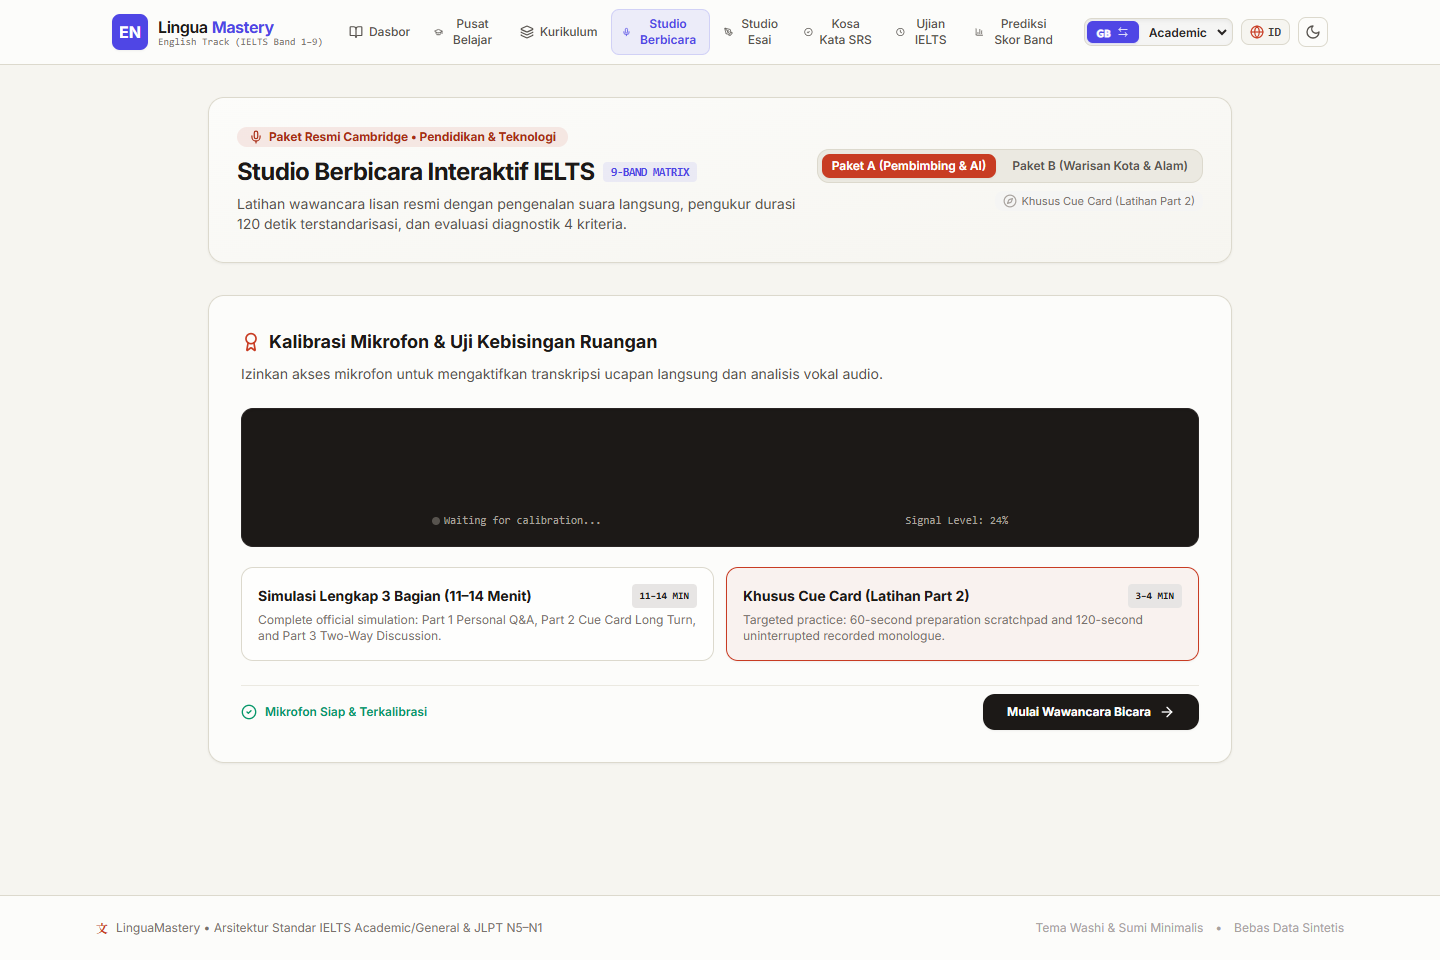 EN
Lingua Mastery
English Track (IELTS Band 1–9)
Dasbor
Pusat
Belajar
Kurikulum
Studio
Berbicara
Studio
Esai
Kosa
Kata SRS
Ujian
IELTS
Prediksi
Skor Band
GB
Academic
ID
Paket Resmi Cambridge • Pendidikan & Teknologi
Studio Berbicara Interaktif IELTS
9-BAND MATRIX
Latihan wawancara lisan resmi dengan pengenalan suara langsung, pengukur durasi
120 detik terstandarisasi, dan evaluasi diagnostik 4 kriteria.
Paket A (Pembimbing & AI)
Paket B (Warisan Kota & Alam)
Khusus Cue Card (Latihan Part 2)
Kalibrasi Mikrofon & Uji Kebisingan Ruangan
Izinkan akses mikrofon untuk mengaktifkan transkripsi ucapan langsung dan analisis vokal audio.
Waiting for calibration...
Signal Level: 24%
Simulasi Lengkap 3 Bagian (11–14 Menit)
11–14 MIN
Complete official simulation: Part 1 Personal Q&A, Part 2 Cue Card Long Turn,
and Part 3 Two-Way Discussion.
Khusus Cue Card (Latihan Part 2)
3–4 MIN
Targeted practice: 60-second preparation scratchpad and 120-second
uninterrupted recorded monologue.
Mikrofon Siap & Terkalibrasi
Mulai Wawancara Bicara
文 LinguaMastery • Arsitektur Standar IELTS Academic/General & JLPT N5–N1
Tema Washi & Sumi Minimalis • Bebas Data Sintetis